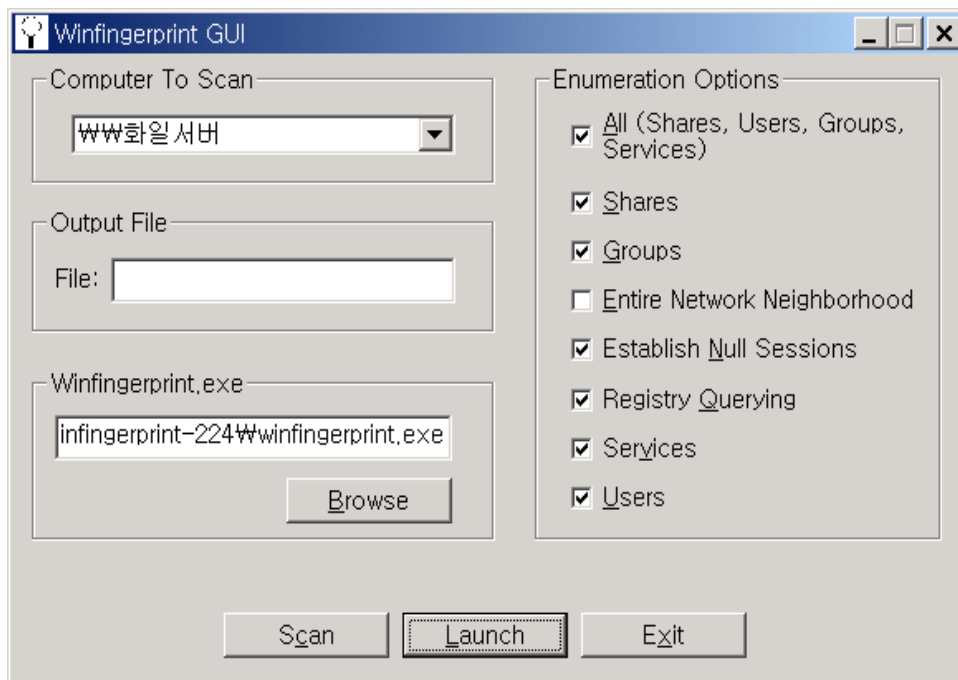 Winfingerprint GUI
Computer To Scan
₩₩화일서버
Output File
File:
Winfingerprint.exe
infingerprint-224₩winfingerprint.exe
Browse
Enumeration Options
All (Shares, Users, Groups,
Services)
Shares
Groups
Entire Network Neighborhood
Establish Null Sessions
Registry Querying
Services
Users
Scan
Launch
Exit